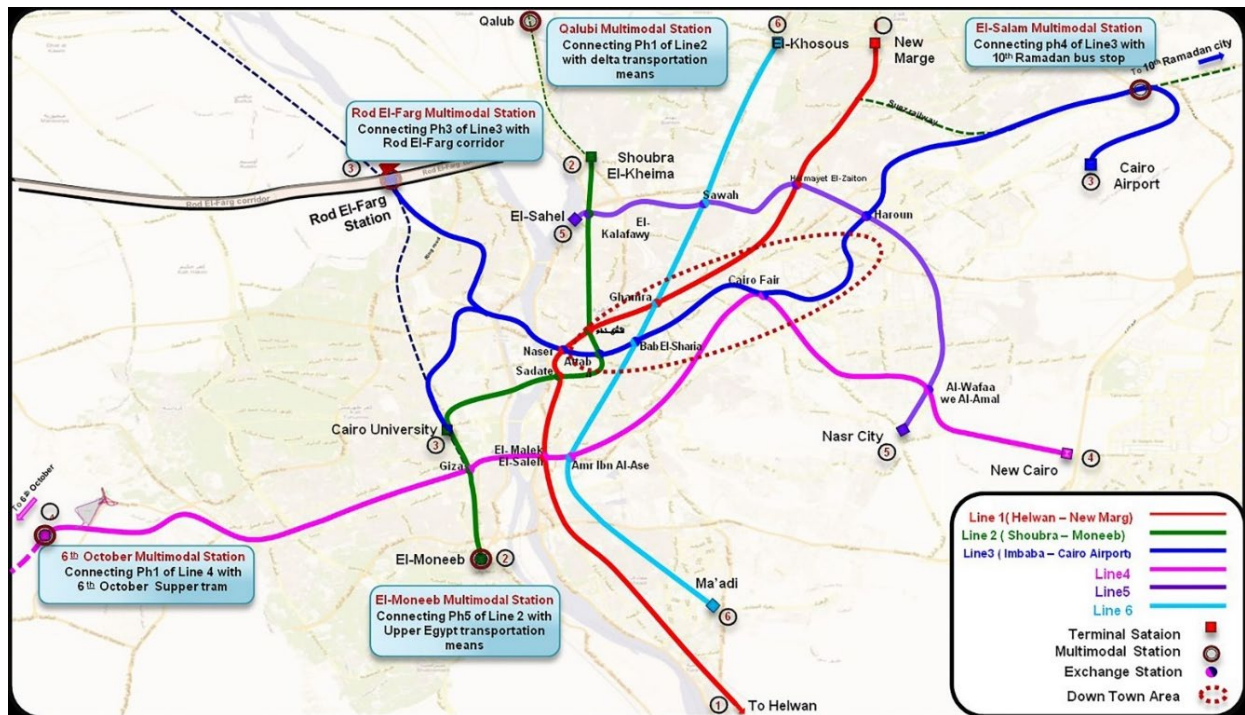 Qalub
Qalubi Multimodal Station
Connecting Ph1 of Line2
with delta transportation
means
6
El-Khosous
New
Marge
El-Salam Multimodal Station
Connecting ph4 of Line3 with
10th Ramadan bus stop
To 10th Ramadan city
Rod El-Farg Multimodal Station
Connecting Ph3 of Line3 with
Rod El-Farg corridor
3
Rod El-Farg corridor
Rod El-Farg corridor
Rod El-Farg
Station
2
Shoubra
El-Kheima
Suez railway
Cairo
Airport
3
El-Sahel
5
El-
Kalafawy
Sawah
Haroun
Ring road
Ghamra
Cairo Fair
Naser
Attab
Bab El-Sharia
Sadate
Al-Wafaa
we Al-Amal
Cairo University
3
Nasr City
5
El- Malek
El-Saleh
Amr Ibn Al-Ase
Giza
New Cairo
4
To 6th October
6th October Multimodal Station
Connecting Ph1 of Line 4 with
6th October Supper tram
El-Moneeb
2
El-Moneeb Multimodal Station
Connecting Ph5 of Line 2 with
Upper Egypt transportation
means
Ma'adi
6
1
To Helwan
Line 1( Helwan – New Marg)
Line 2 ( Shoubra – Moneeb)
Line3 ( Imbaba – Cairo Airport)
Line4
Line5
Line 6
Terminal Sataion
Multimodal Station
Exchange Station
Down Town Area